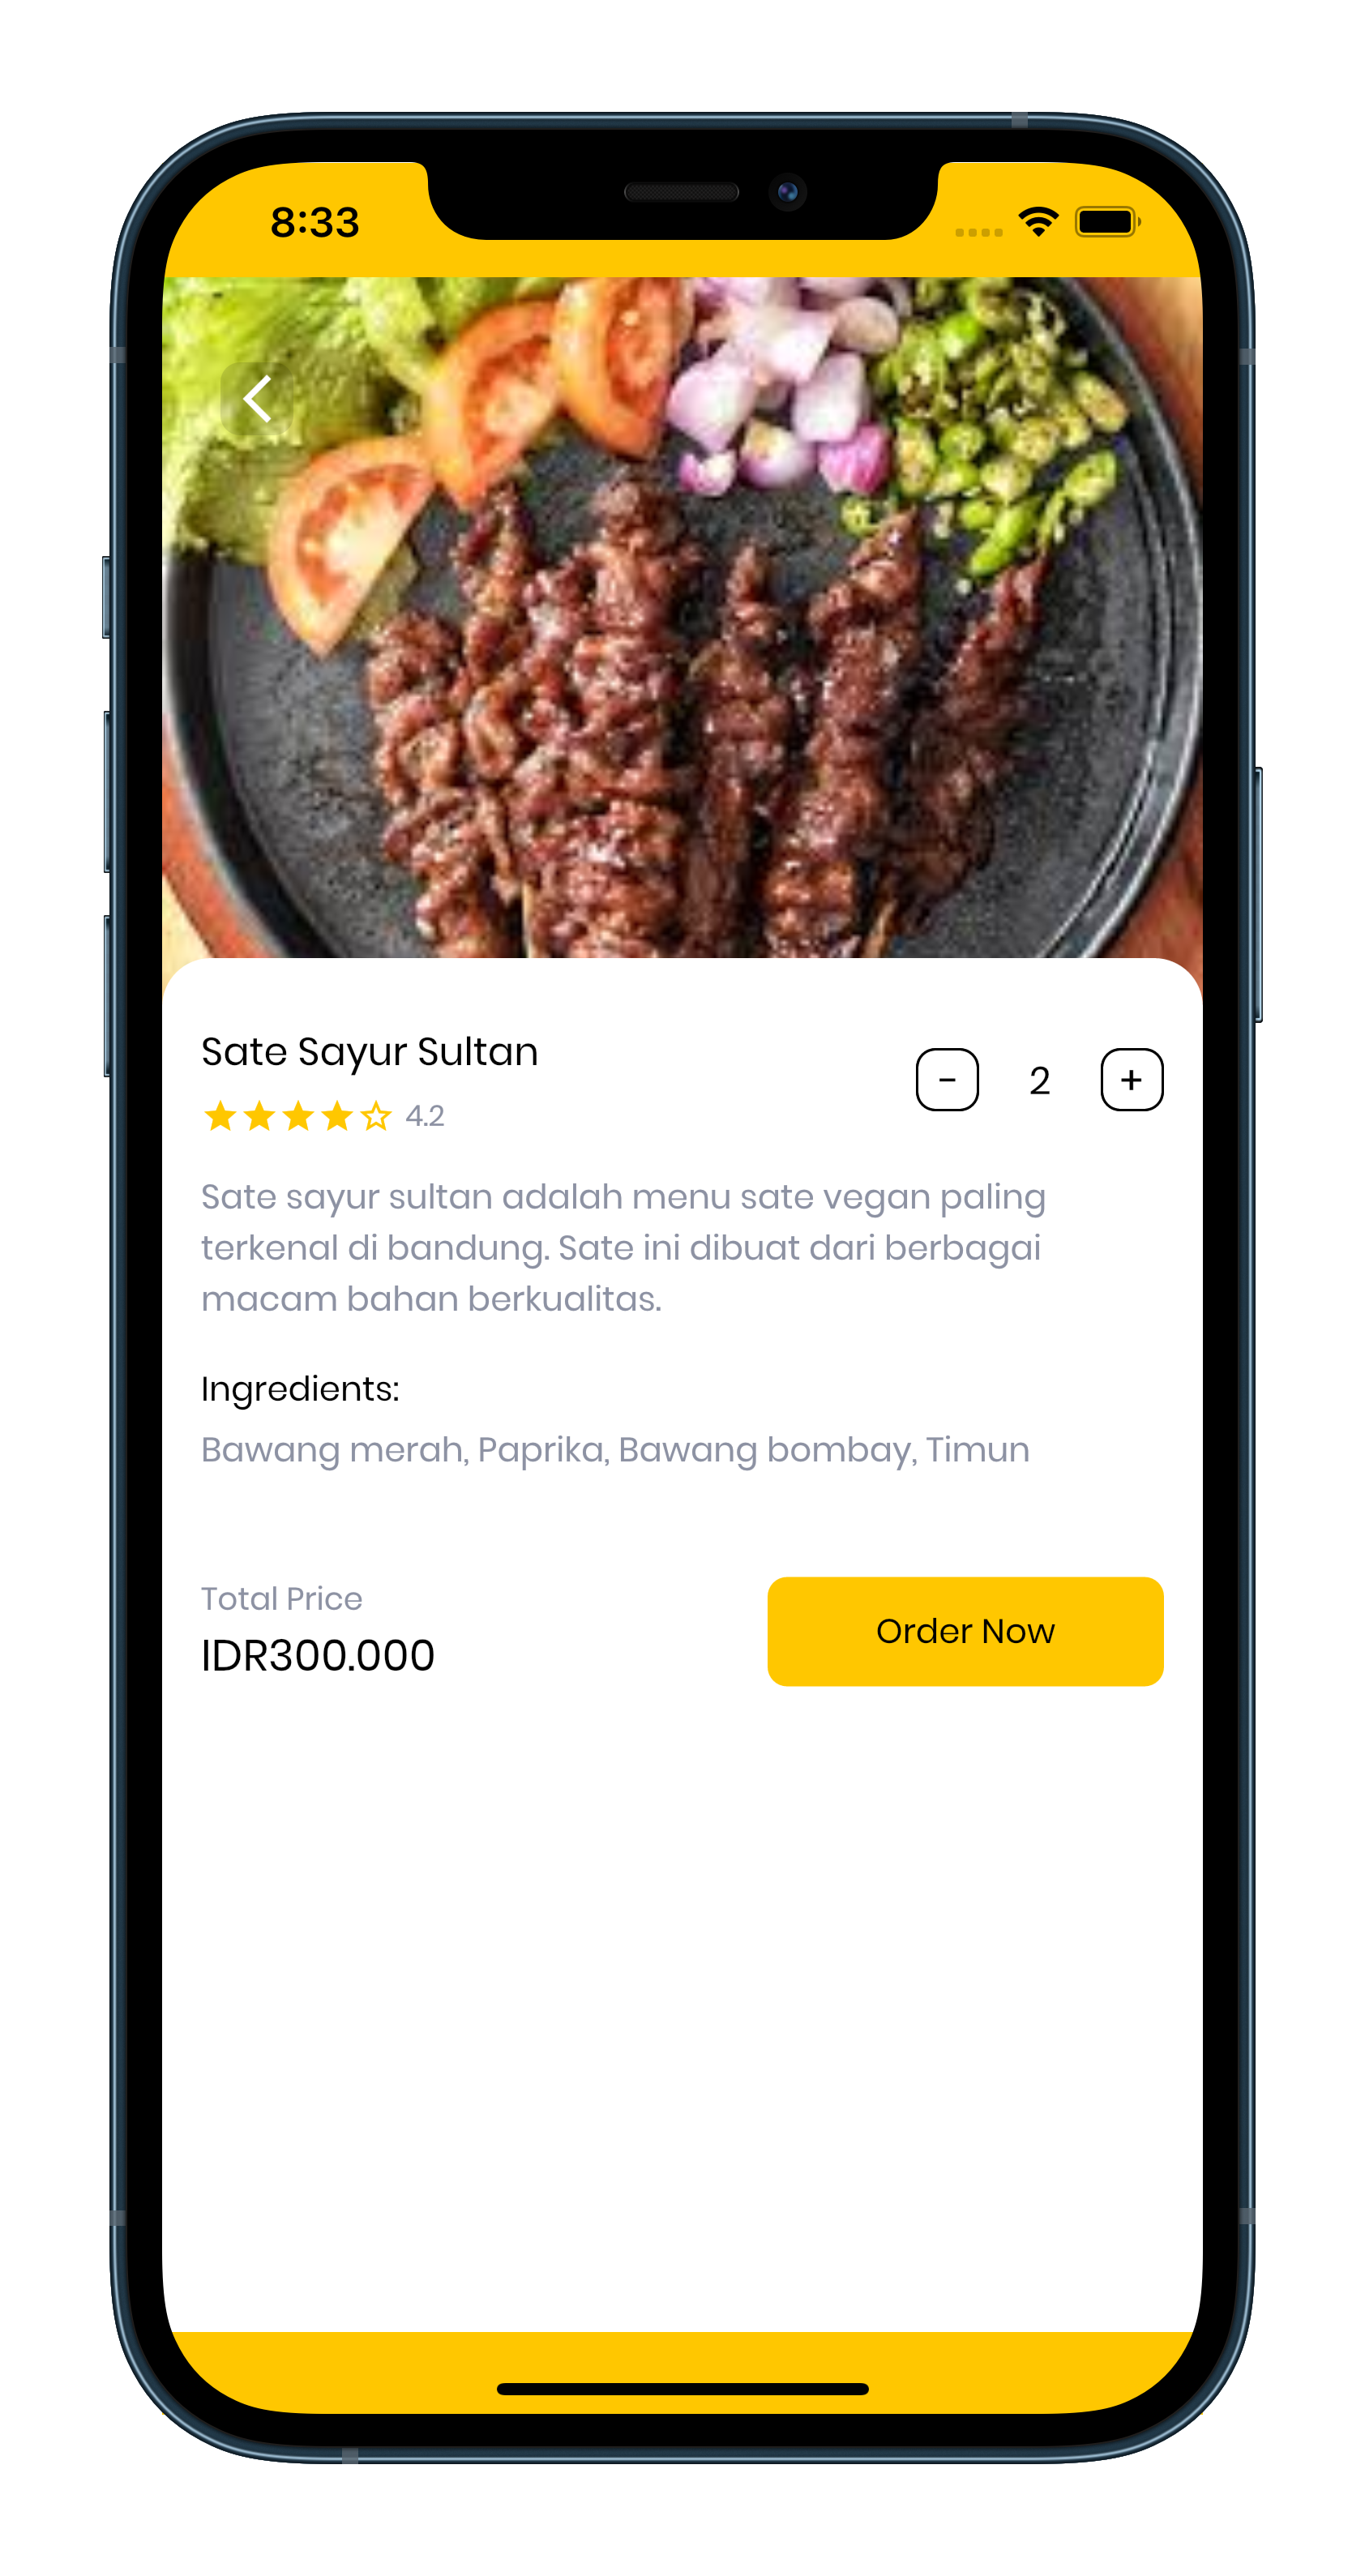 8:33
Sate Sayur Sultan
4.2
- 2 +
Sate sayur sultan adalah menu sate vegan paling
terkenal di bandung. Sate ini dibuat dari berbagai
macam bahan berkualitas.
Ingredients:
Bawang merah, Paprika, Bawang bombay, Timun
Total Price
IDR300.000
Order Now